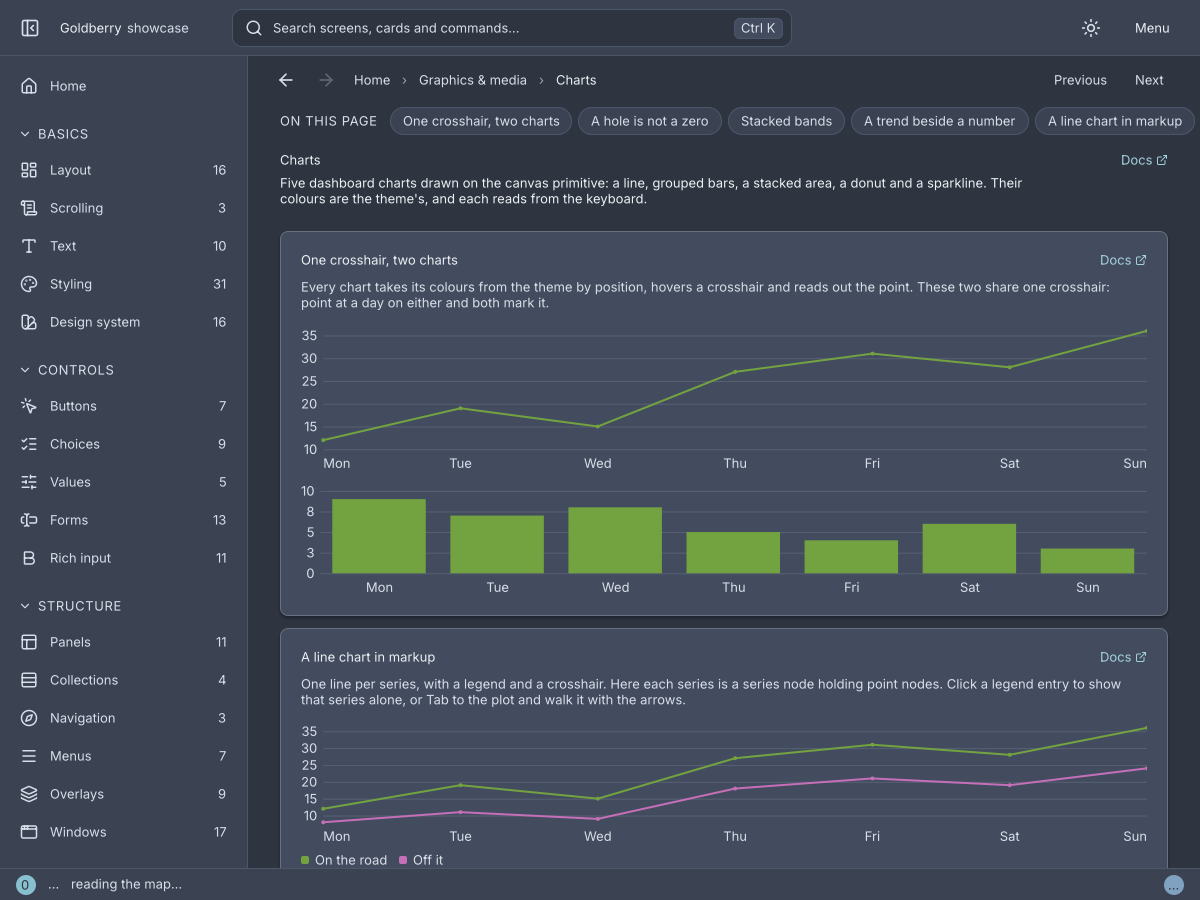 Goldberry showcase
Search screens, cards and commands...
Ctrl K
Menu
Home
BASICS
Layout 16
Scrolling 3
Text 10
Styling 31
Design system 16
CONTROLS
Buttons 7
Choices 9
Values 5
Forms 13
Rich input 11
STRUCTURE
Panels 11
Collections 4
Navigation 3
Menus 7
Overlays 9
Windows 17
Home › Graphics & media › Charts
Previous
Next
ON THIS PAGE
One crosshair, two charts
A hole is not a zero
Stacked bands
A trend beside a number
A line chart in markup
Charts
Docs
Five dashboard charts drawn on the canvas primitive: a line, grouped bars, a stacked area, a donut and a sparkline. Their
colours are the theme's, and each reads from the keyboard.
One crosshair, two charts
Docs
Every chart takes its colours from the theme by position, hovers a crosshair and reads out the point. These two share one crosshair:
point at a day on either and both mark it.
35
30
25
20
15
10
Mon Tue Wed Thu Fri Sat Sun
10
8
5
3
0
Mon Tue Wed Thu Fri Sat Sun
A line chart in markup
Docs
One line per series, with a legend and a crosshair. Here each series is a series node holding point nodes. Click a legend entry to show
that series alone, or Tab to the plot and walk it with the arrows.
35
30
25
20
15
10
Mon Tue Wed Thu Fri Sat Sun
On the road Off it
0 ... reading the map...
...